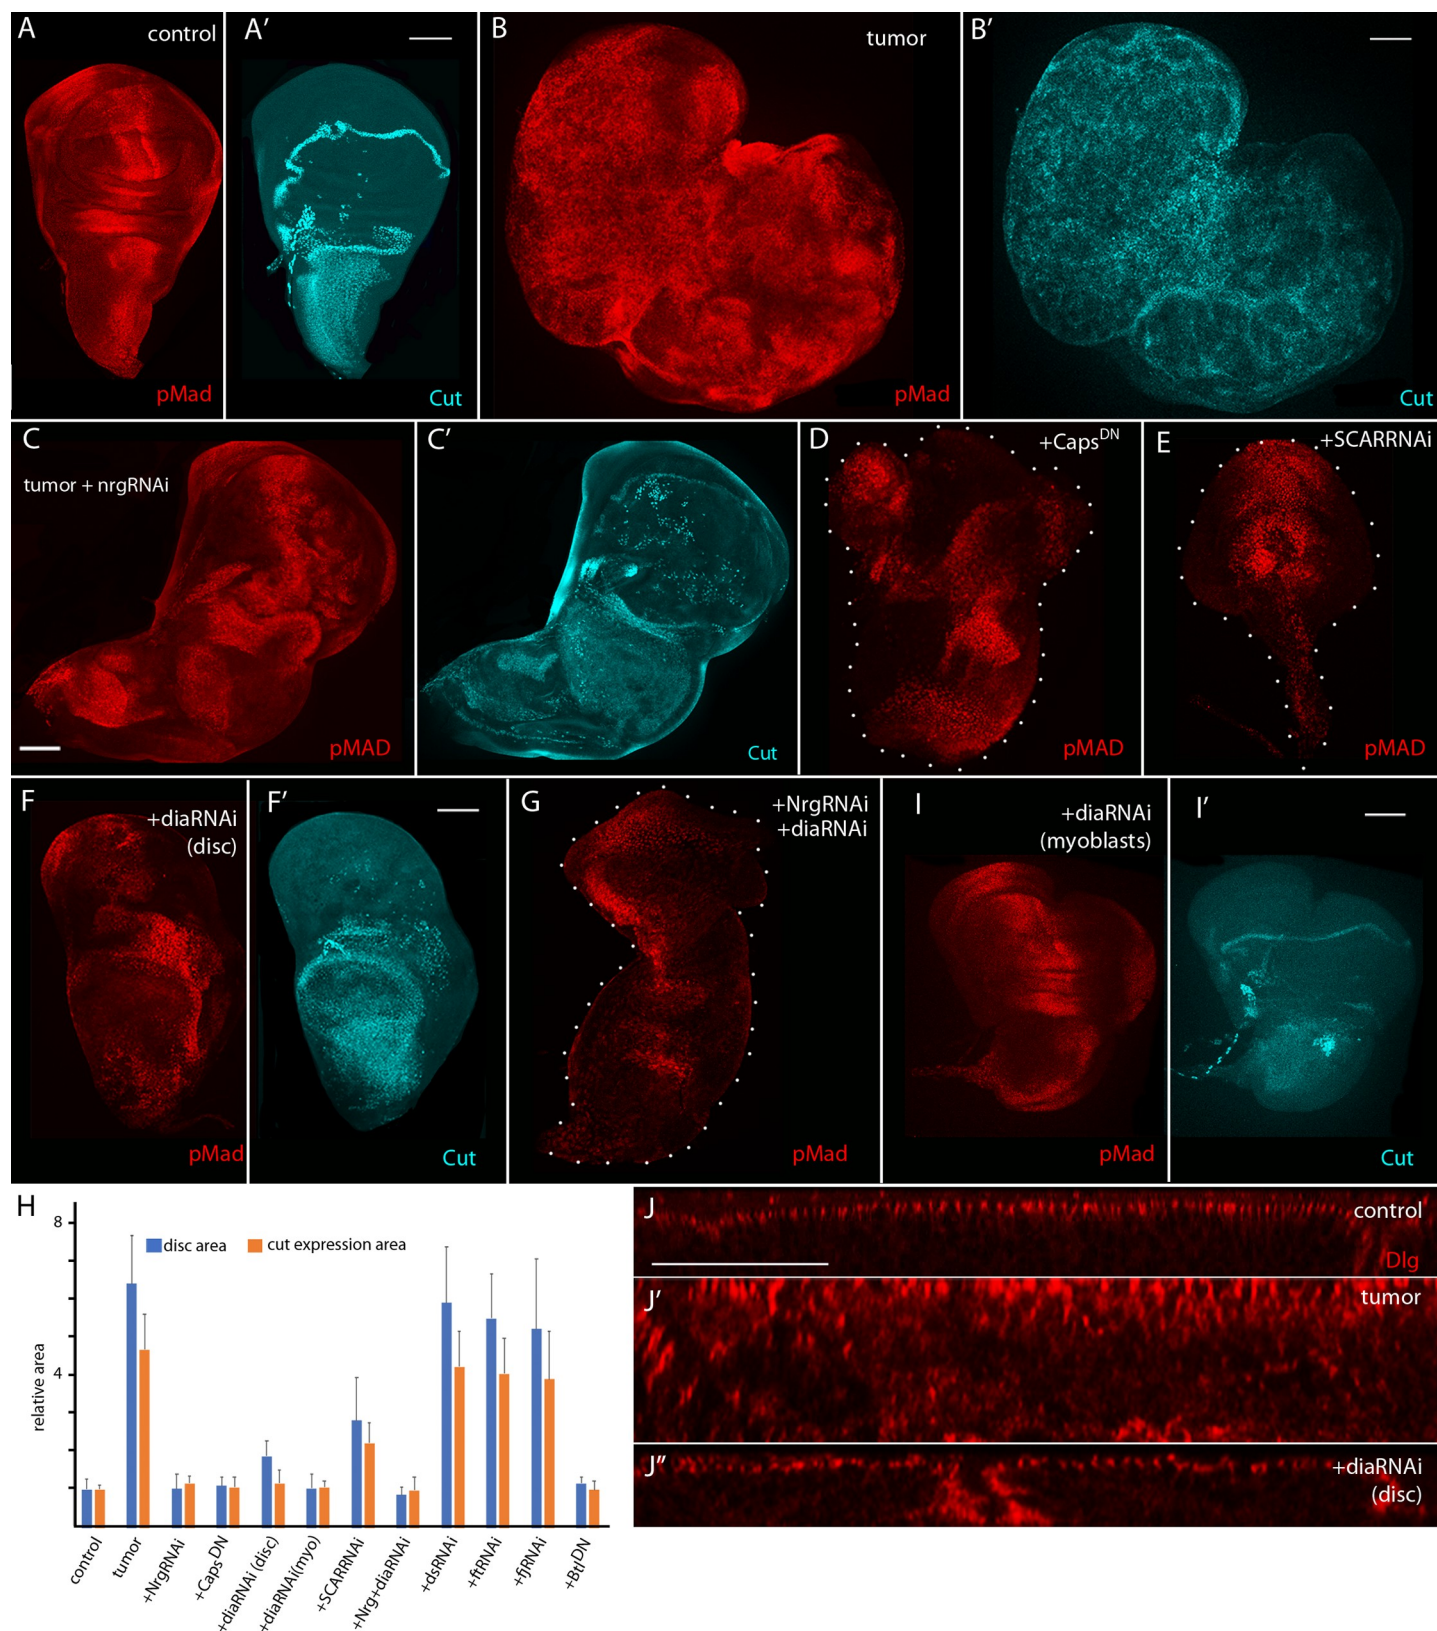 A
control
A′
B
tumor
B′
pMad
Cut
pMad
Cut
C
tumor + nrgRNAi
C′
D
+CapsDN
E
+SCARRNAi
pMAD
Cut
pMAD
pMAD
F
+diaRNAi
(disc)
F′
G
+NrgRNAi
+diaRNAi
I
+diaRNAi
(myoblasts)
I′
pMad
Cut
pMad
pMad
Cut
H
8
4
relative area
disc area
cut expression area
control
tumor
+NrgRNAi
+CapsDN
+diaRNAi (disc)
+diaRNAi(myo)
+SCARRNAi
+Nrg+diaRNAi
+dsRNAi
+ftRNAi
+fjRNAi
+BtlDN
J
control
Dlg
J′
tumor
J″
+diaRNAi
(disc)